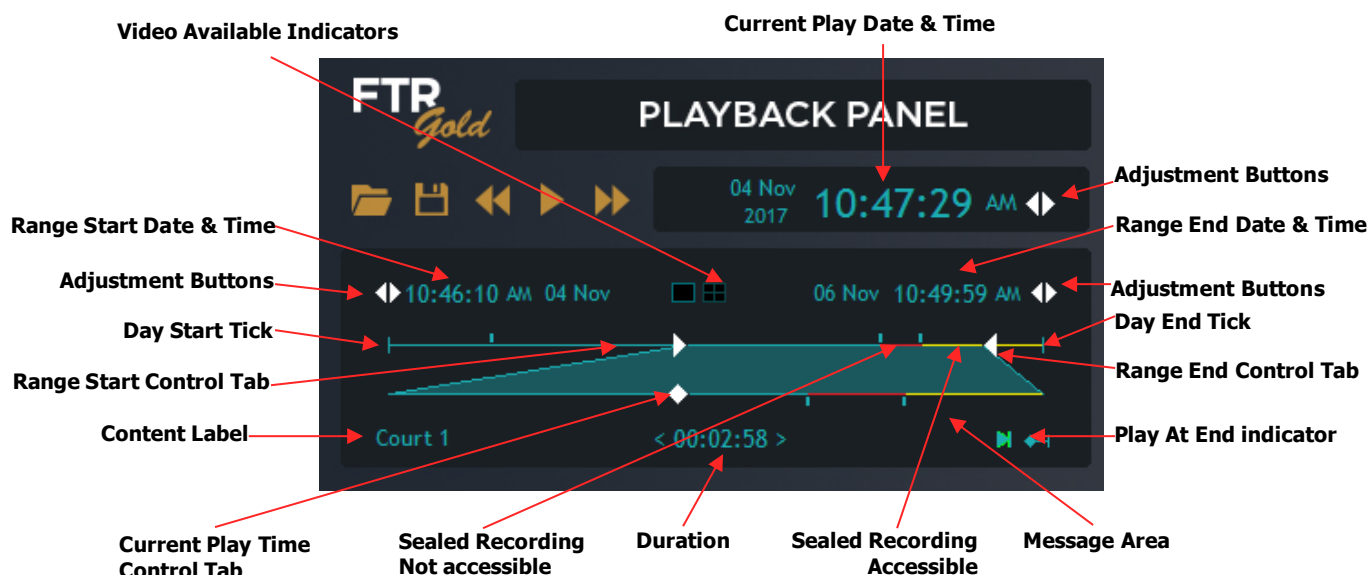 Video Available Indicators
Current Play Date & Time
FTR
Gold
PLAYBACK PANEL
04 Nov
2017
10:47:29 AM
Adjustment Buttons
Range Start Date & Time
Range End Date & Time
Adjustment Buttons
10:46:10 AM 04 Nov
06 Nov 10:49:59 AM
Adjustment Buttons
Day Start Tick
Day End Tick
Range Start Control Tab
Range End Control Tab
Content Label
Court 1
< 00:02:58 >
Play At End indicator
Current Play Time
Control Tab
Sealed Recording
Not accessible
Duration
Sealed Recording
Accessible
Message Area